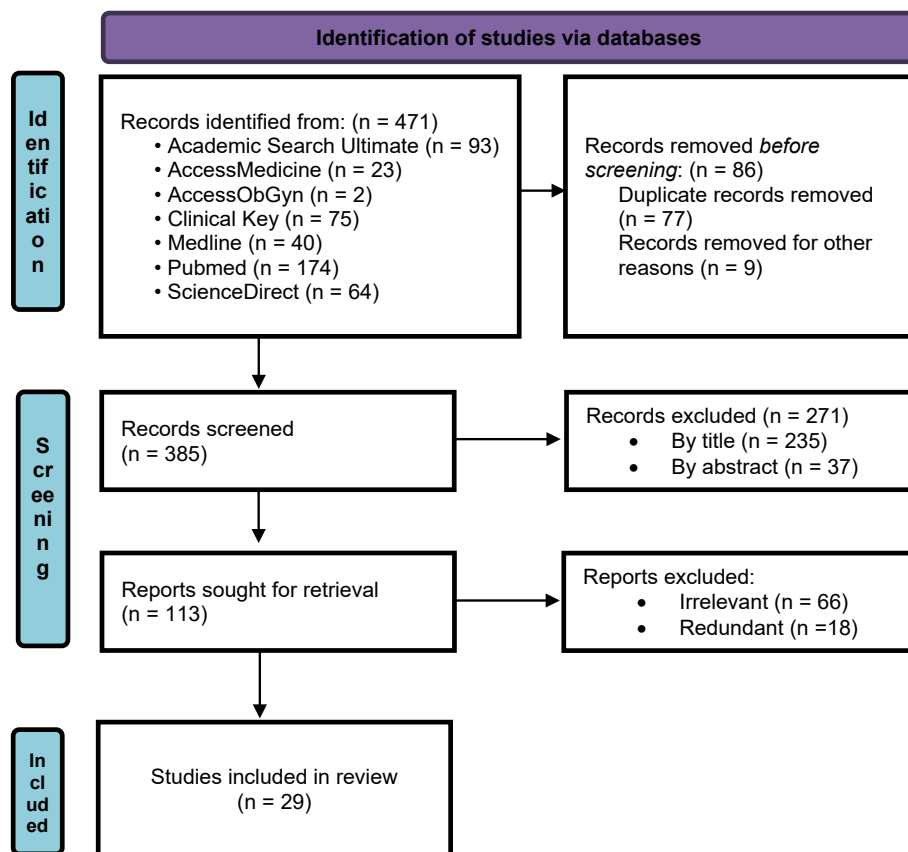 Identification of studies via databases
Id
en
tif
ic
ati
o
n
Records identified from: (n = 471)
• Academic Search Ultimate (n = 93)
• AccessMedicine (n = 23)
• AccessObGyn (n = 2)
• Clinical Key (n = 75)
• Medline (n = 40)
• Pubmed (n = 174)
• ScienceDirect (n = 64)
Records removed before
screening: (n = 86)
Duplicate records removed
(n = 77)
Records removed for other
reasons (n = 9)
S
cr
ee
ni
n
g
Records screened
(n = 385)
Records excluded (n = 271)
• By title (n = 235)
• By abstract (n = 37)
Reports sought for retrieval
(n = 113)
Reports excluded:
• Irrelevant (n = 66)
• Redundant (n =18)
In
cl
ud
ed
Studies included in review
(n = 29)